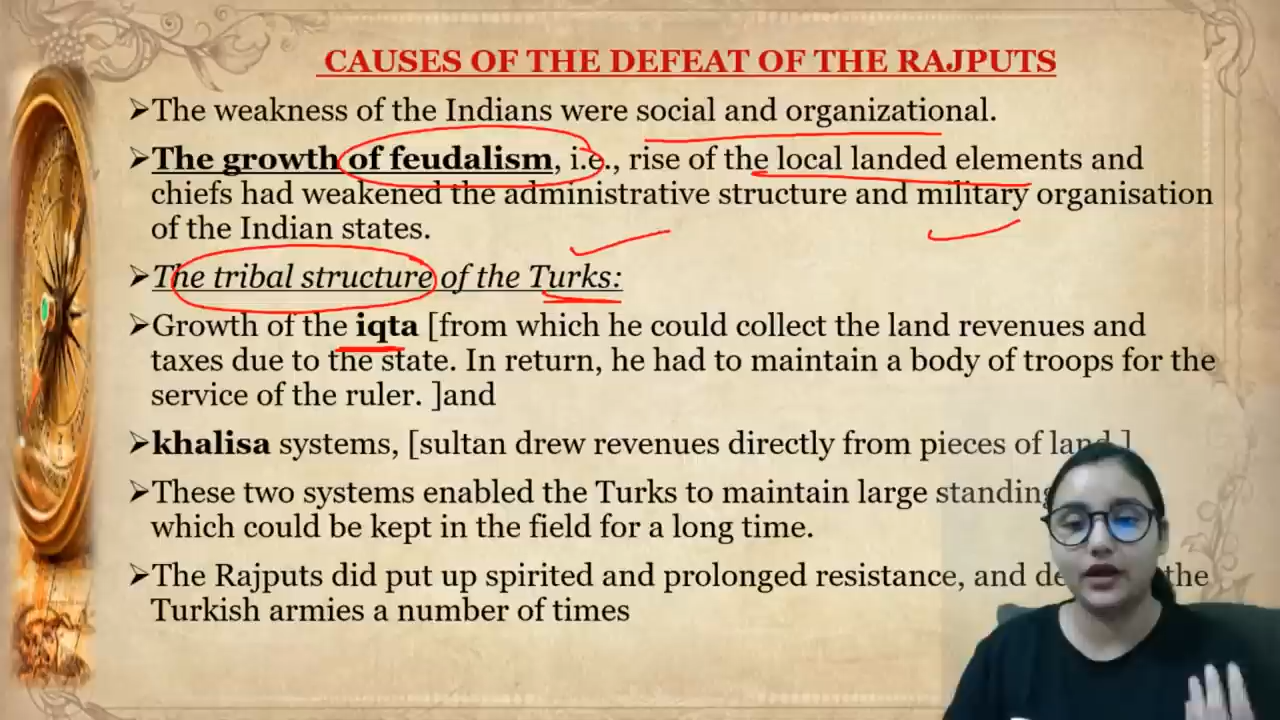 CAUSES OF THE DEFEAT OF THE RAJPUTS
➢The weakness of the Indians were social and organizational.
➢The growth of feudalism, i.e., rise of the local landed elements and
chiefs had weakened the administrative structure and military organisation
of the Indian states.
➢The tribal structure of the Turks:
➢Growth of the iqta [from which he could collect the land revenues and
taxes due to the state. In return, he had to maintain a body of troops for the
service of the ruler. ]and
➢khalisa systems, [sultan drew revenues directly from pieces of land ]
➢These two systems enabled the Turks to maintain large standing
which could be kept in the field for a long time.
➢The Rajputs did put up spirited and prolonged resistance, and the
Turkish armies a number of times